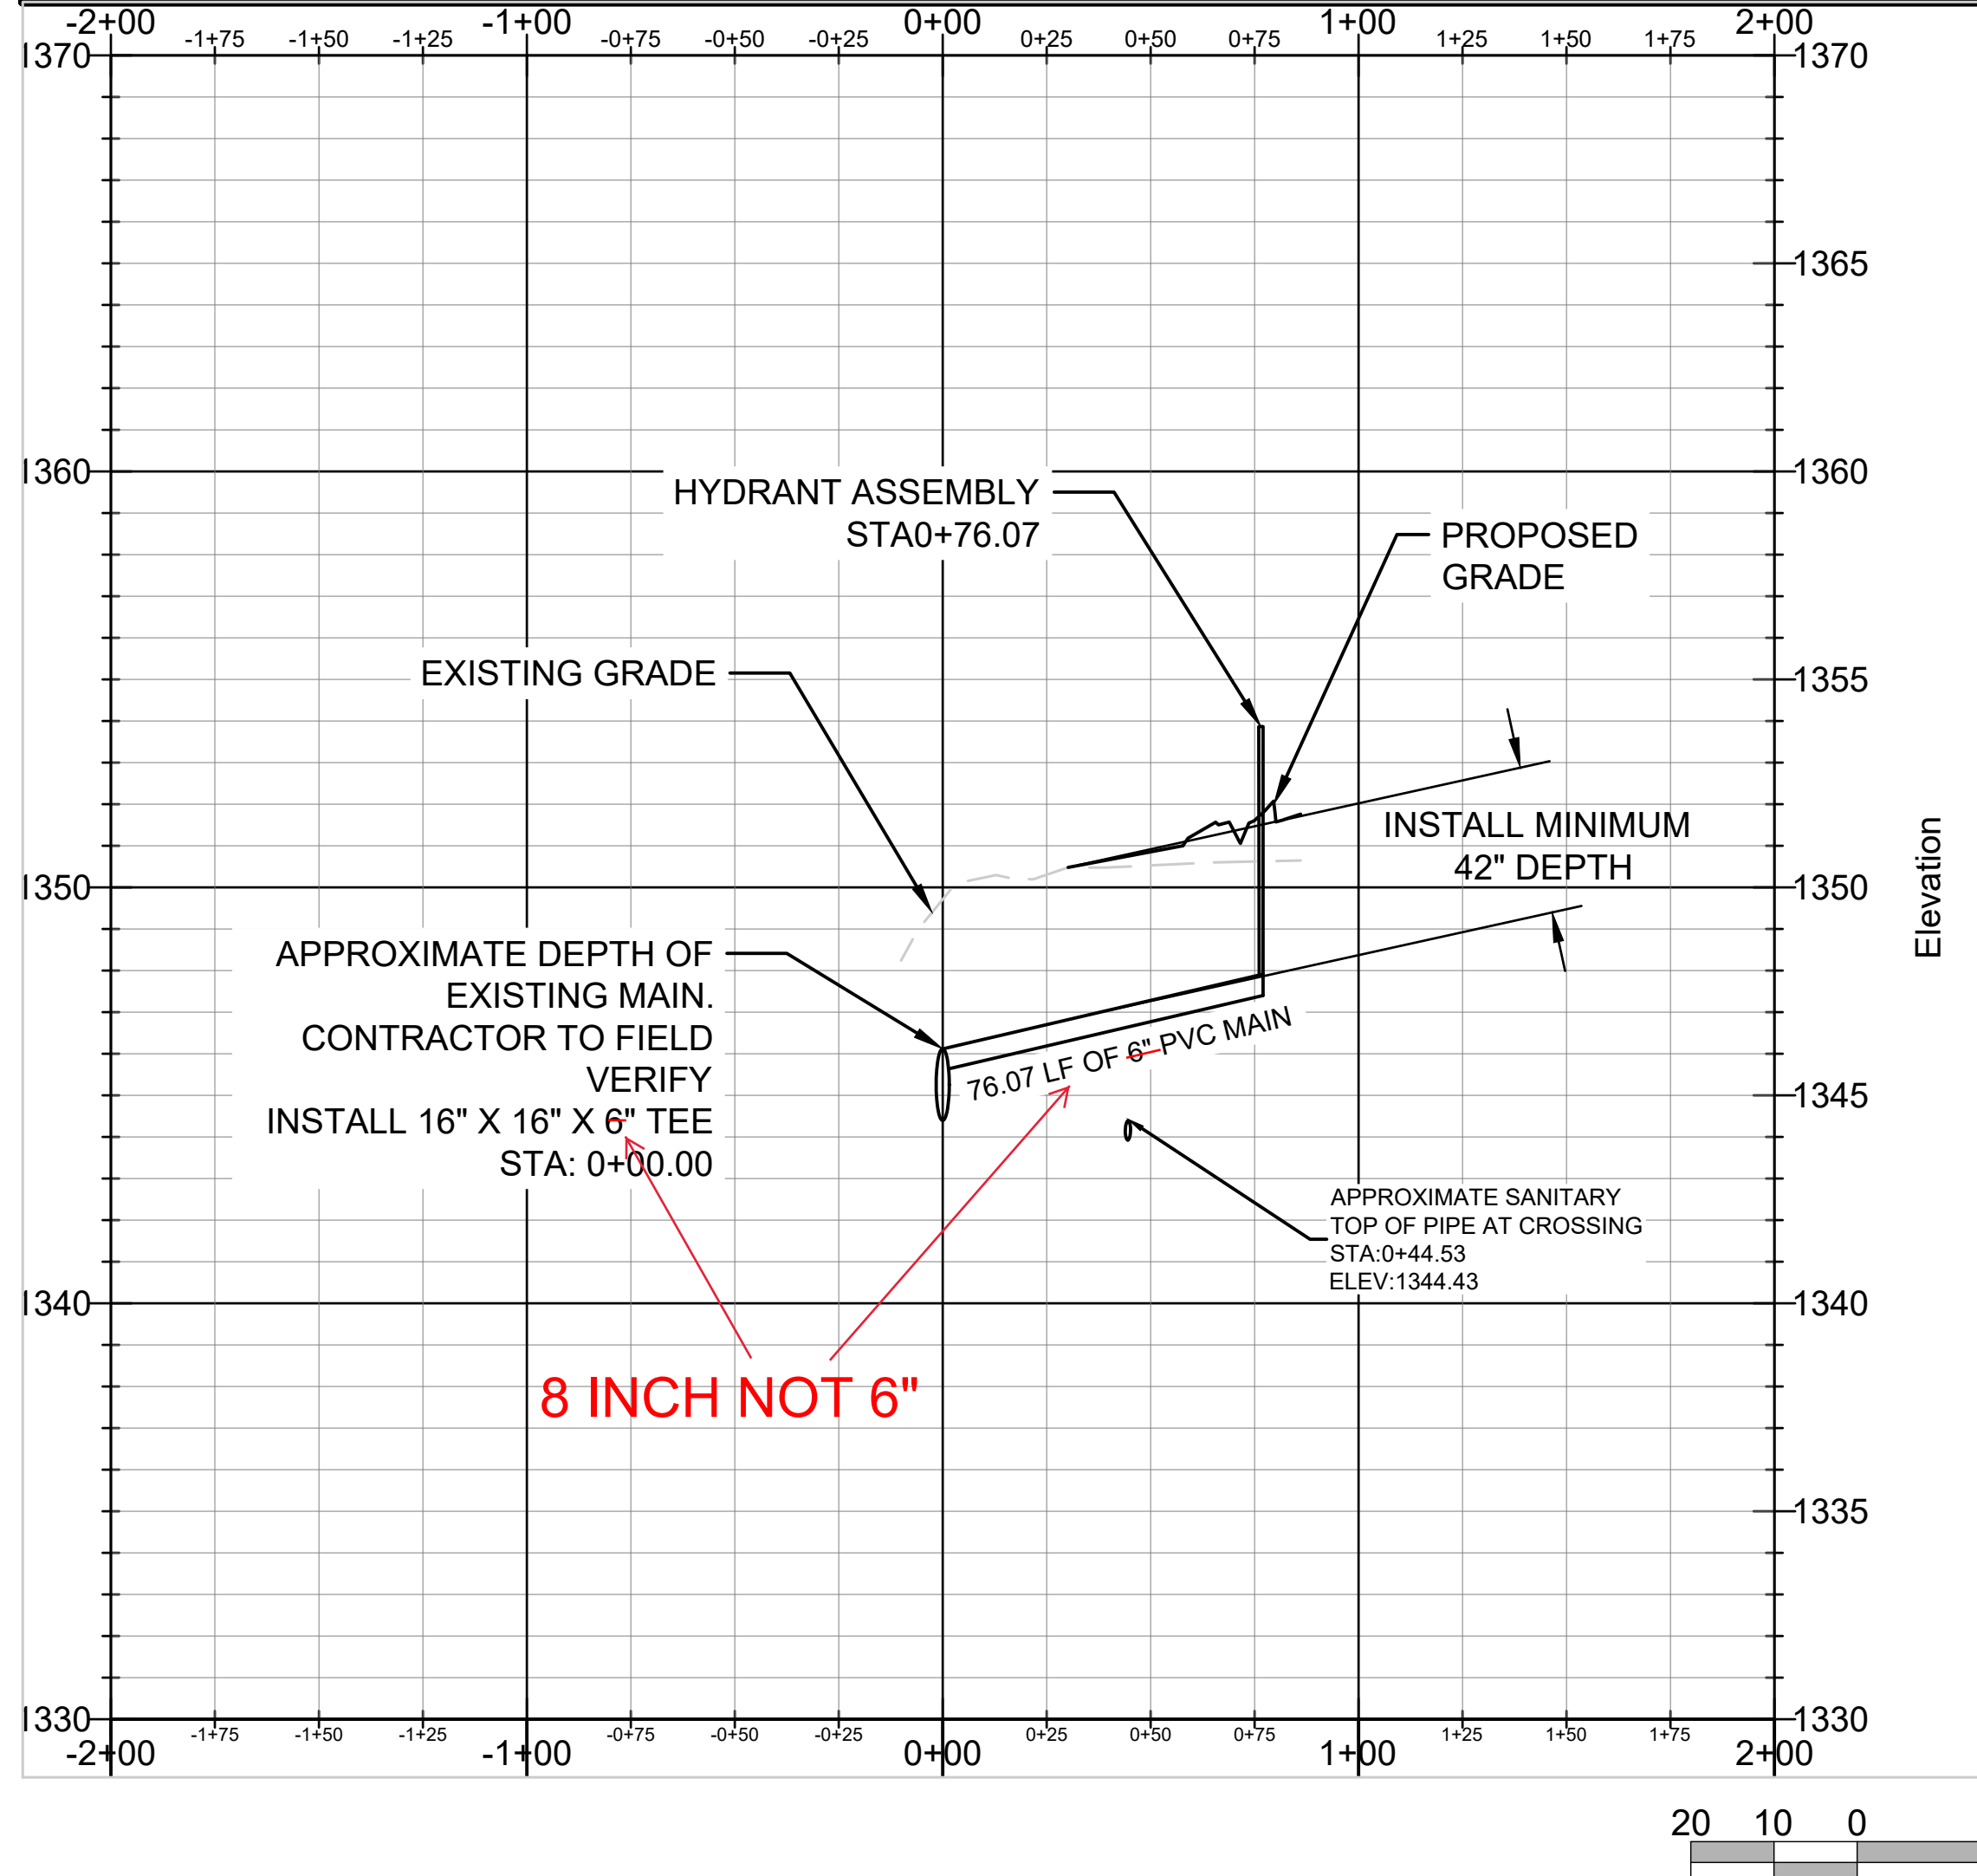 -2+00 -1+00 0+00 1+00 2+00
-1+75 -1+50 -1+25 -0+75 -0+50 -0+25 0+25 0+50 0+75 1+25 1+50 1+75
1370 1370
1365
1360 1360
HYDRANT ASSEMBLY
STA0+76.07
PROPOSED
GRADE
EXISTING GRADE
1355
INSTALL MINIMUM
42" DEPTH
1350 1350
Elevation
APPROXIMATE DEPTH OF
EXISTING MAIN.
CONTRACTOR TO FIELD
VERIFY
INSTALL 16" X 16" X 6" TEE
STA: 0+00.00
76.07 LF OF 6" PVC MAIN
1345
APPROXIMATE SANITARY
TOP OF PIPE AT CROSSING
STA:0+44.53
ELEV:1344.43
1340 1340
8 INCH NOT 6"
1335
1330 1330
-1+75 -1+50 -1+25 -0+75 -0+50 -0+25 0+25 0+50 0+75 1+25 1+50 1+75
-2+00 -1+00 0+00 1+00 2+00
20 10 0